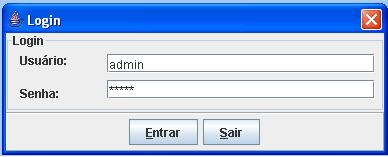 Login
Login
Usuário:
admin
Senha:
*****
Entrar Sair